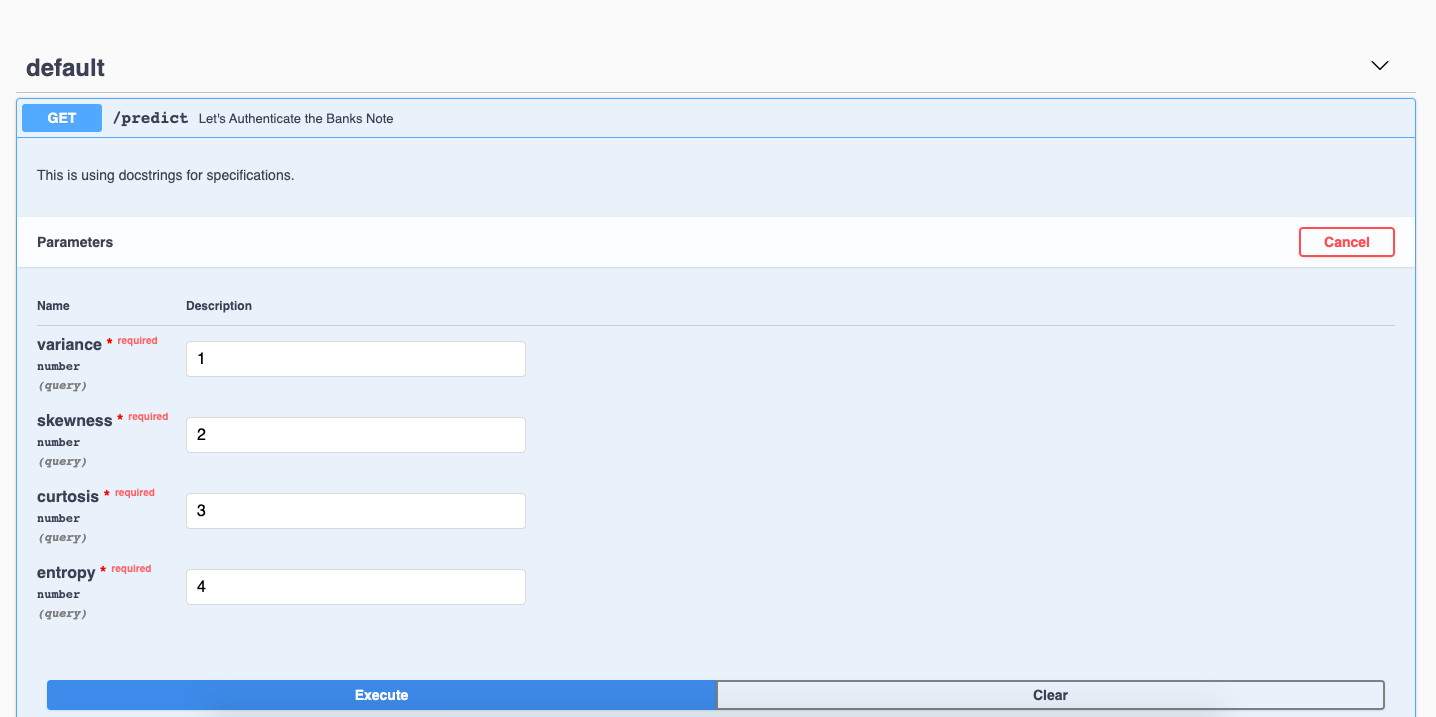 default
GET /predict Let's Authenticate the Banks Note
This is using docstrings for specifications.
Parameters Cancel
Name Description
variance * required
number
(query)
1
skewness * required
number
(query)
2
curtosis * required
number
(query)
3
entropy * required
number
(query)
4
Execute Clear